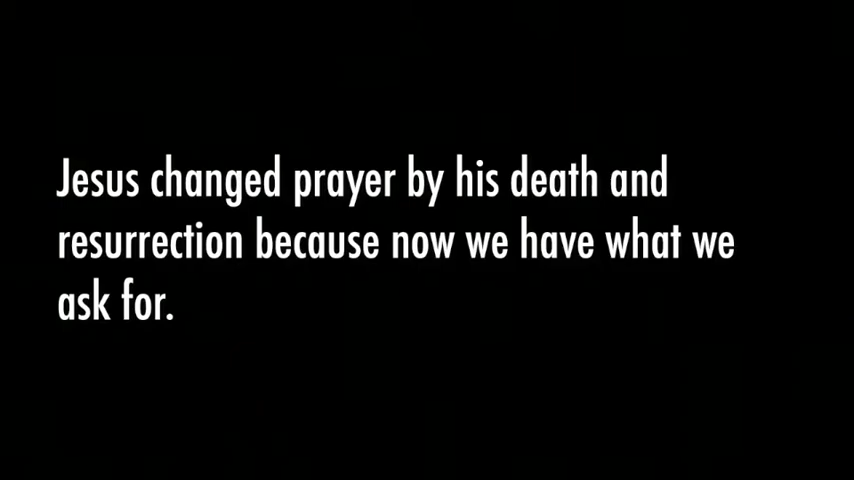 Jesus changed prayer by his death and
resurrection because now we have what we
ask for.